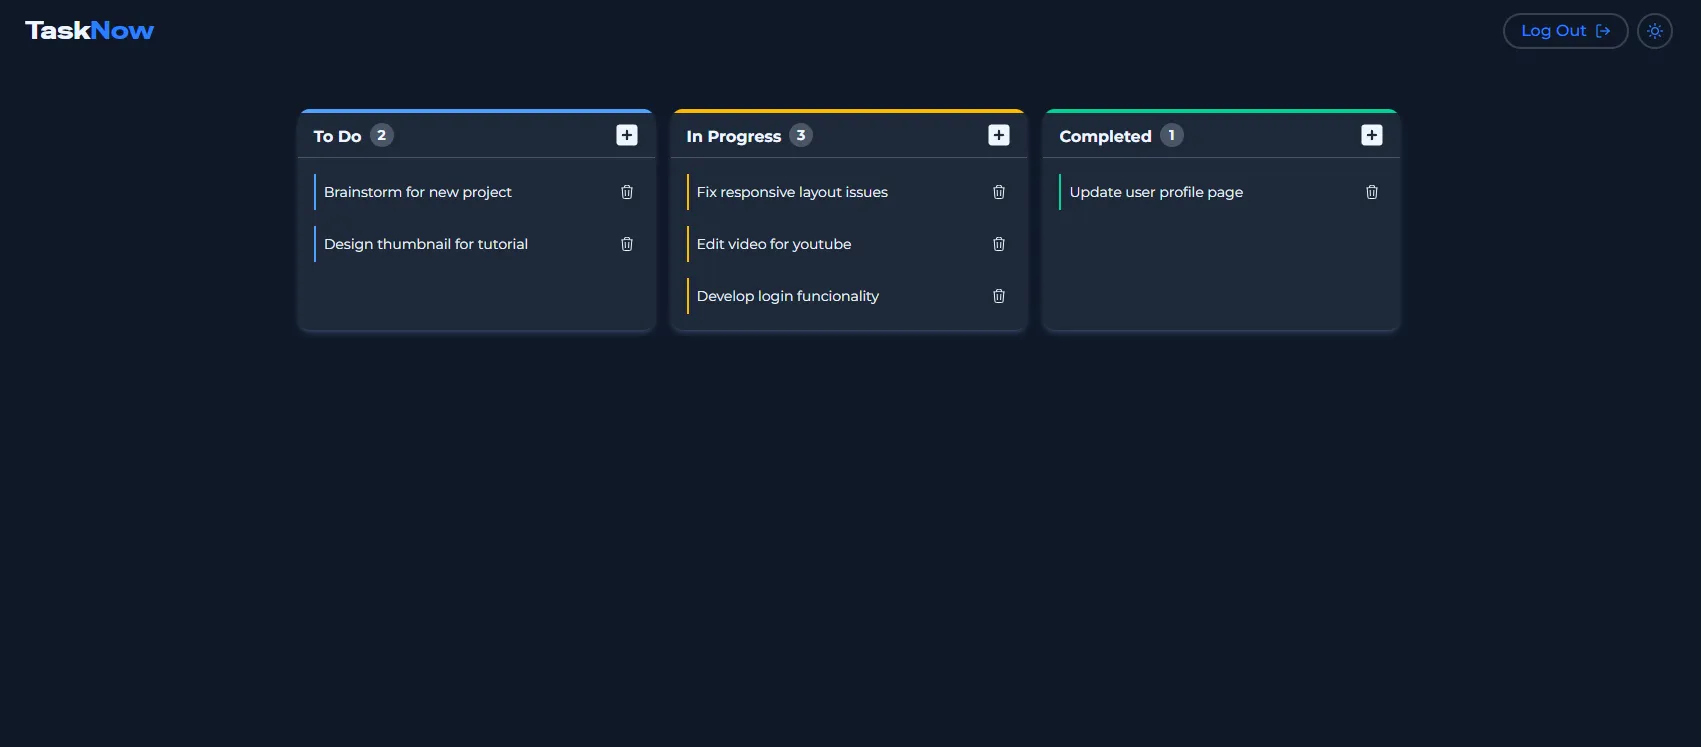 TaskNow
Log Out
To Do 2
Brainstorm for new project
Design thumbnail for tutorial
In Progress 3
Fix responsive layout issues
Edit video for youtube
Develop login funcionality
Completed 1
Update user profile page